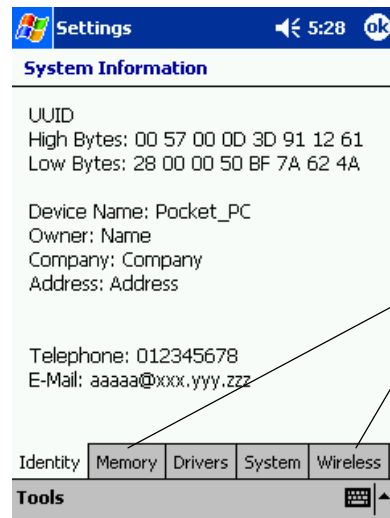 Settings 5:28 ok
System Information
UUID
High Bytes: 00 57 00 0D 3D 91 12 61
Low Bytes: 28 00 00 50 BF 7A 62 4A
Device Name: Pocket_PC
Owner: Name
Company: Company
Address: Address
Telephone: 012345678
E-Mail: aaaaa@xxx.yyy.zzz
Identity Memory Drivers System Wireless
Tools